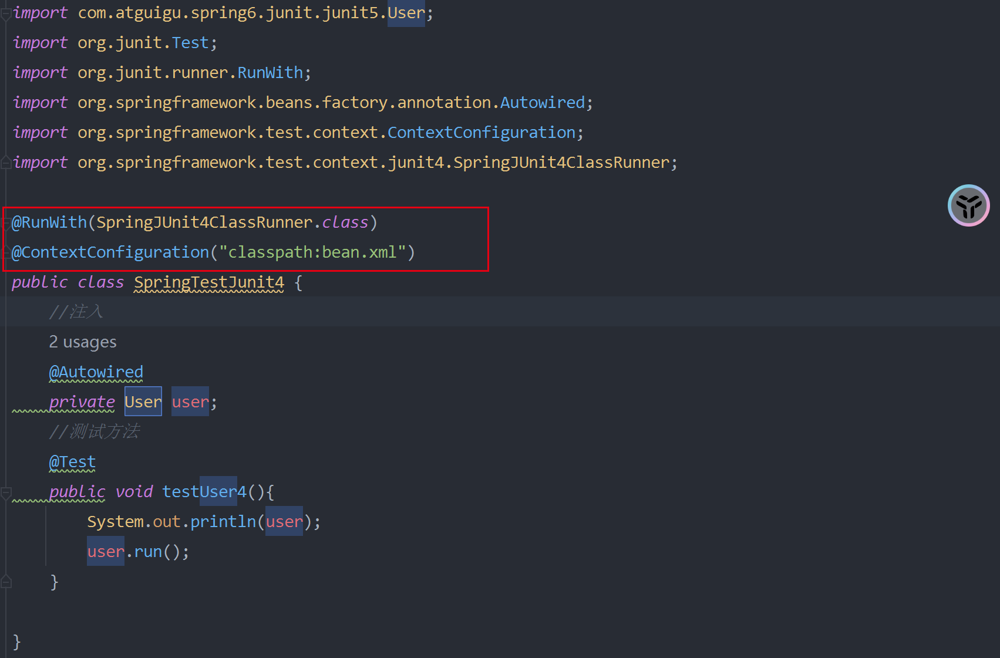 import com.atguigu.spring6.junit.junit5.User;
import org.junit.Test;
import org.junit.runner.RunWith;
import org.springframework.beans.factory.annotation.Autowired;
import org.springframework.test.context.ContextConfiguration;
import org.springframework.test.context.junit4.SpringJUnit4ClassRunner;
@RunWith(SpringJUnit4ClassRunner.class)
@ContextConfiguration("classpath:bean.xml")
public class SpringTestJunit4 {
//注入
2 usages
@Autowired
private User user;
//测试方法
@Test
public void testUser4(){
System.out.println(user);
user.run();
}
}